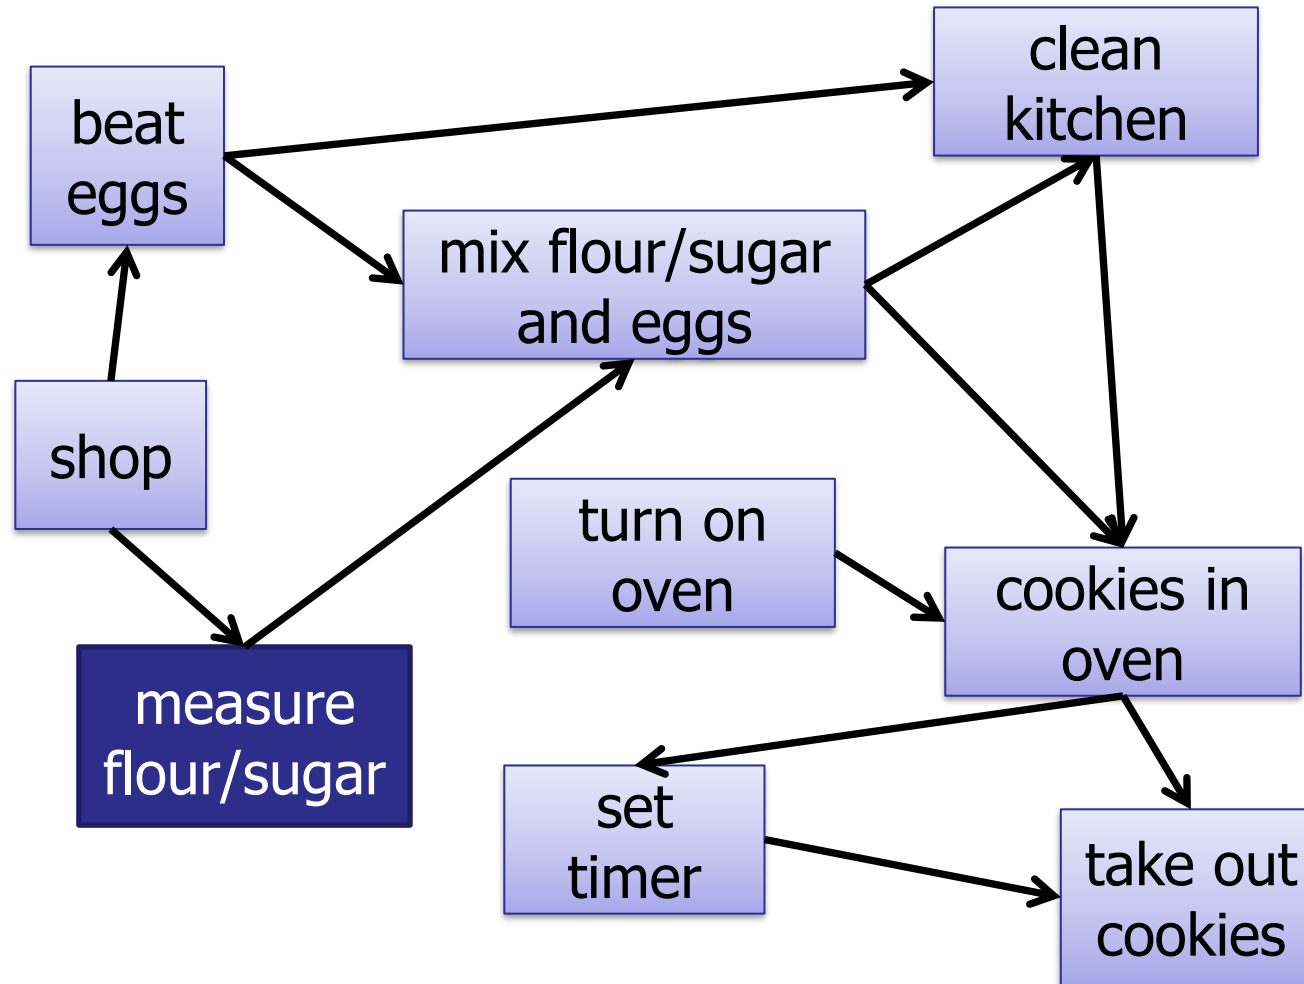 clean
kitchen
beat
eggs
mix flour/sugar
and eggs
shop
turn on
oven
cookies in
oven
measure
flour/sugar
set
timer
take out
cookies